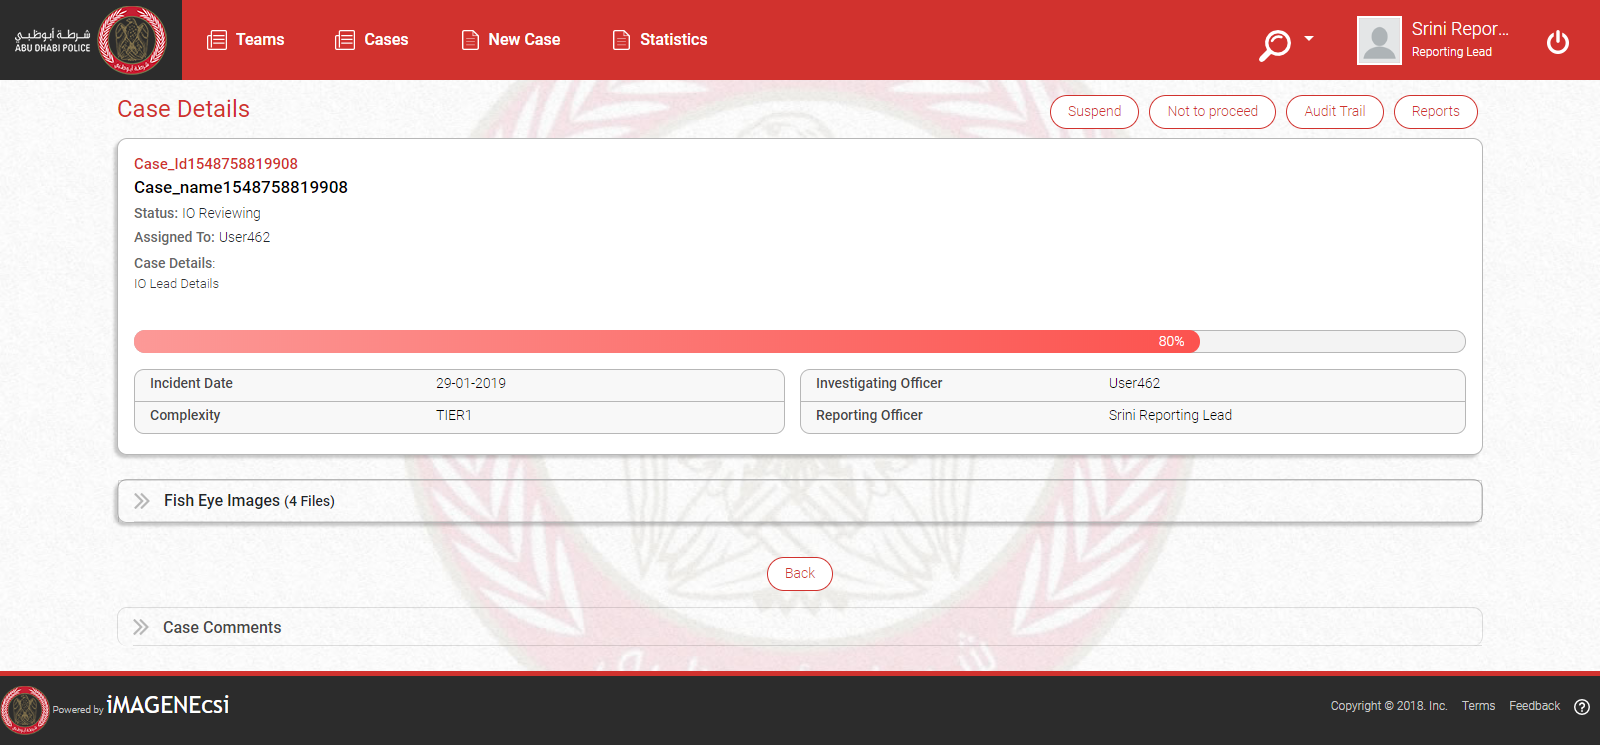 شرطة أبوظبي
ABU DHABI POLICE
شرطة أبوظبي
Teams
Cases
New Case
Statistics
Srini Repor...
Reporting Lead
Case Details
Suspend
Not to proceed
Audit Trail
Reports
Case_Id1548758819908
Case_name1548758819908
Status: IO Reviewing
Assigned To: User462
Case Details:
IO Lead Details
80%
Incident Date 29-01-2019
Complexity TIER1
Investigating Officer User462
Reporting Officer Srini Reporting Lead
Fish Eye Images (4 Files)
Back
Case Comments
Powered by iMAGENEcsi
Copyright © 2018. Inc.
Terms
Feedback
?